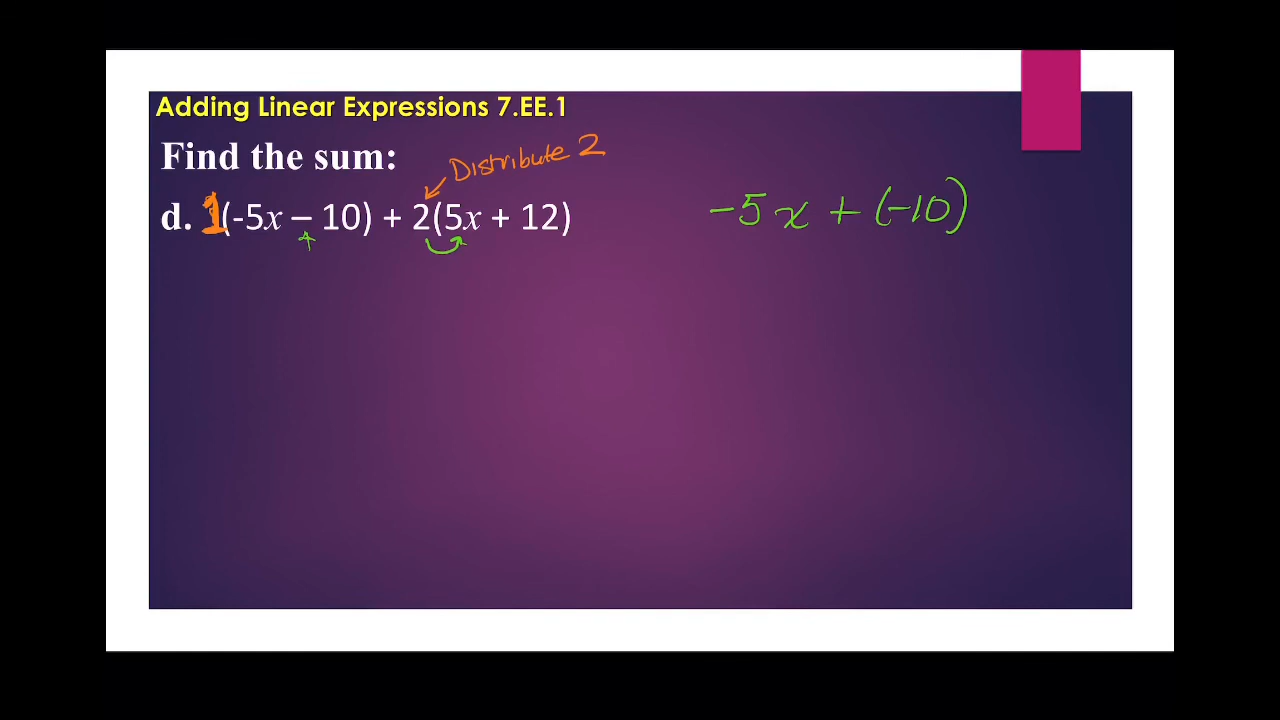 Adding Linear Expressions 7.EE.1
Find the sum:
Distribute 2
d. 1(-5x – 10) + 2(5x + 12)
-5x + (-10)